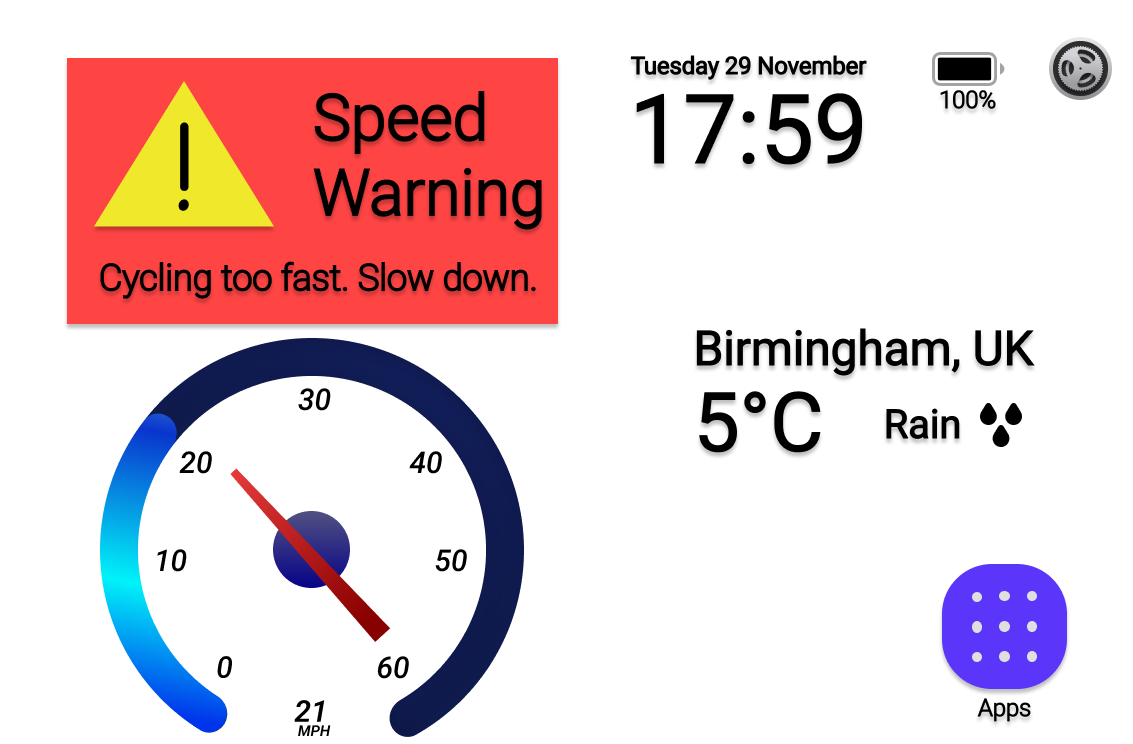 Speed
Warning
Cycling too fast. Slow down.
Tuesday 29 November
17:59
100%
Birmingham, UK
5°C
Rain
30
20
40
10
50
0
60
21
MPH
Apps